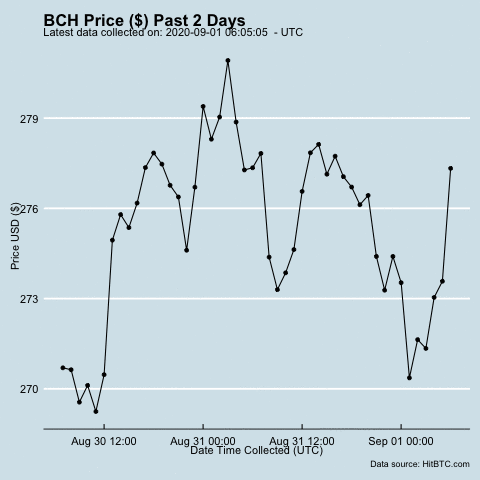 BCH Price ($) Past 2 Days
Latest data collected on: 2020-09-01 06:05:05 - UTC
279
276
273
270
Price USD ($)
Aug 30 12:00 Aug 31 00:00 Aug 31 12:00 Sep 01 00:00
Date Time Collected (UTC)
Data source: HitBTC.com